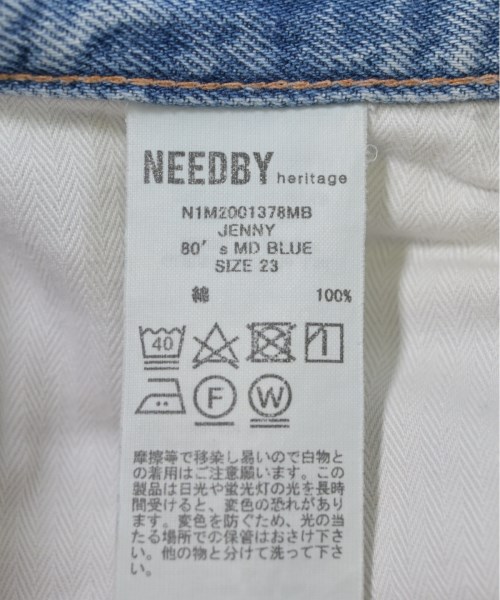 NEEDBY heritage
N1M2001378MB
JENNY
80's MD BLUE
SIZE 23
綿 100%
40
F W
摩擦等で移染し易いので白物と
の着用はご注意願います。この
製品は日光や蛍光灯の光を長時
間受けると、変色の恐れがあり
ます。変色を防ぐため、光の当
たる場所での保管はおさけ下さ
い。他の物と分けて洗って下さ
い。